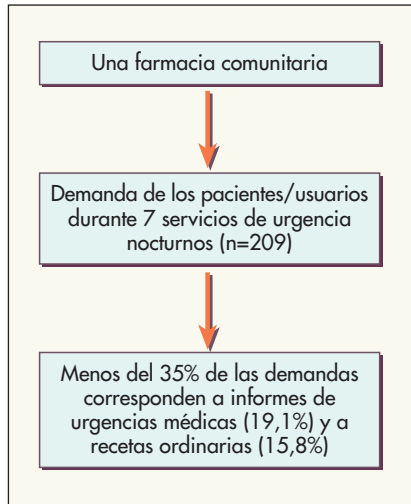 Una farmacia comunitaria
Demanda de los pacientes/usuarios
durante 7 servicios de urgencia
nocturnos (n=209)
Menos del 35% de las demandas
corresponden a informes de
urgencias médicas (19,1%) y a
recetas ordinarias (15,8%)